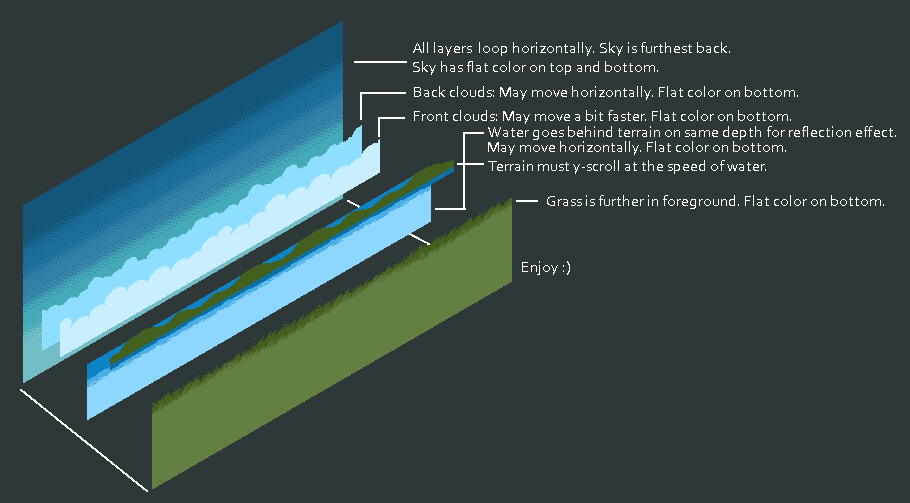 All layers loop horizontally. Sky is furthest back.
Sky has flat color on top and bottom.
Back clouds: May move horizontally. Flat color on bottom.
Front clouds: May move a bit faster. Flat color on bottom.
Water goes behind terrain on same depth for reflection effect.
May move horizontally. Flat color on bottom.
Terrain must y-scroll at the speed of water.
Grass is further in foreground. Flat color on bottom.
Enjoy :)